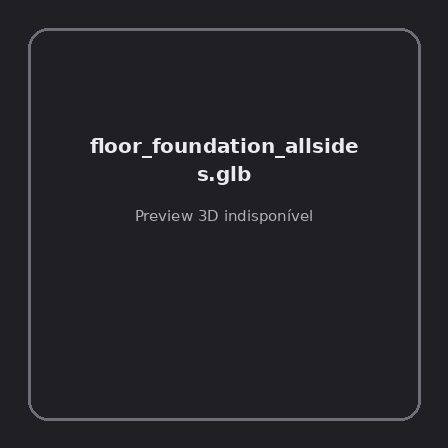 floor_foundation_allside
s.glb
Preview 3D indisponível